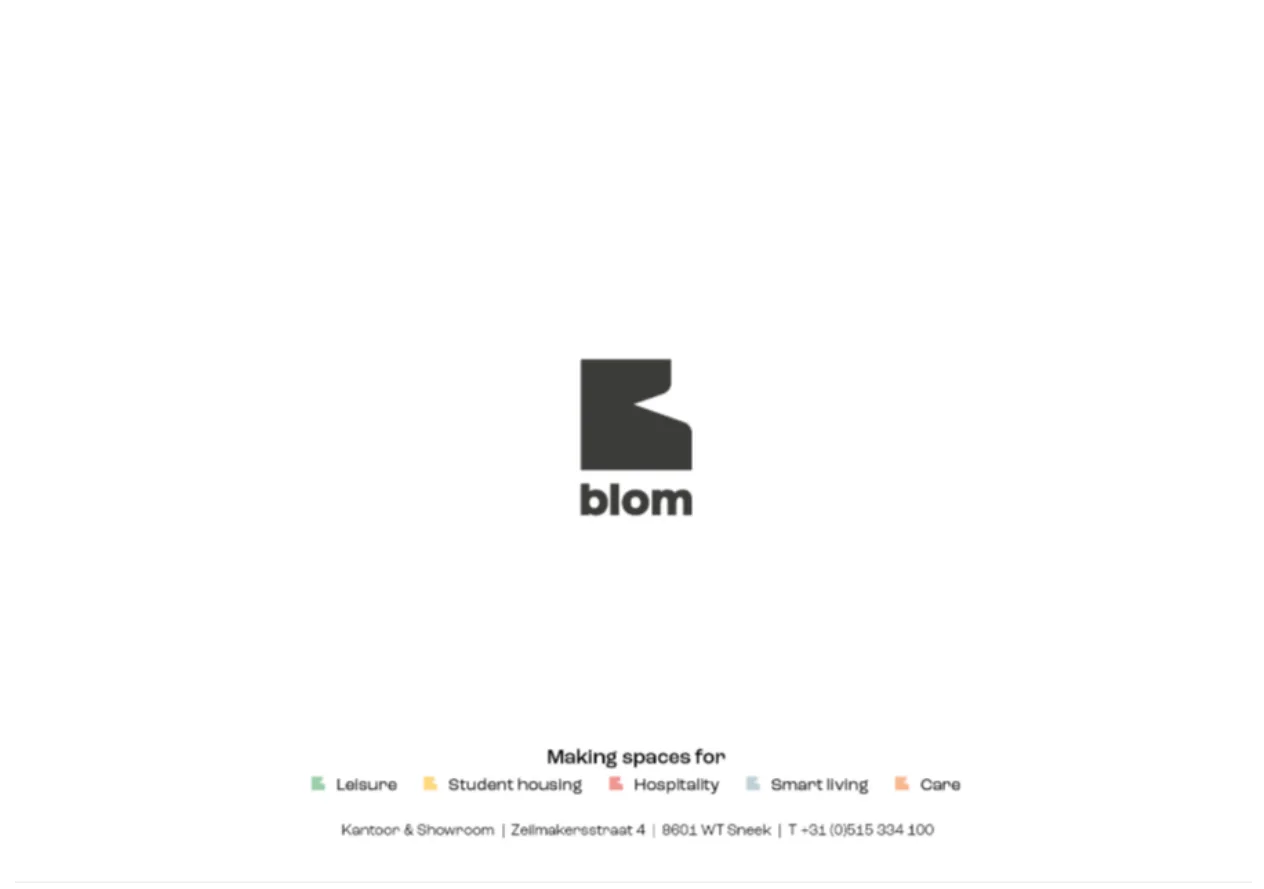 blom
Making spaces for
Leisure Student housing Hospitality Smart living Care
Kantoor & Showroom | Zeilmakersstraat 4 | 8601 WT Sneek | T +31 (0)515 334 100